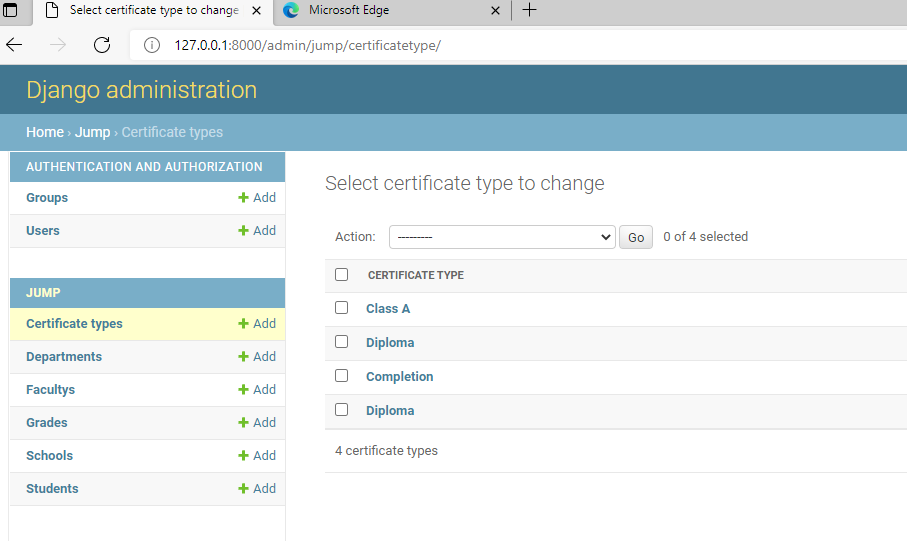 Select certificate type to change
Microsoft Edge
127.0.0.1:8000/admin/jump/certificatetype/
Django administration
Home › Jump › Certificate types
AUTHENTICATION AND AUTHORIZATION
Groups + Add
Users + Add
JUMP
Certificate types + Add
Departments + Add
Facultys + Add
Grades + Add
Schools + Add
Students + Add
Select certificate type to change
Action: --------- Go 0 of 4 selected
CERTIFICATE TYPE
Class A
Diploma
Completion
Diploma
4 certificate types